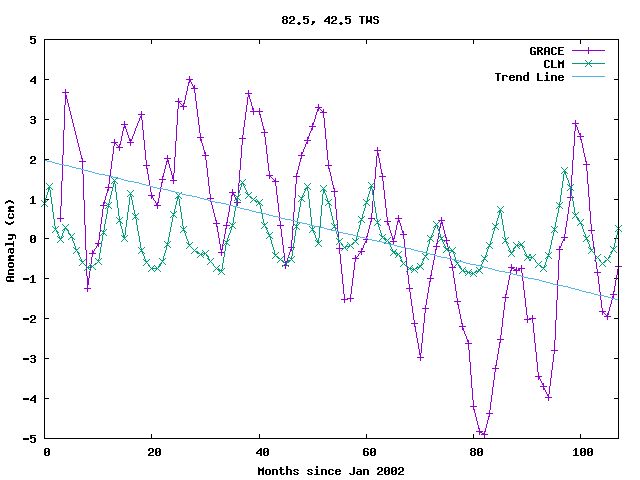 82.5, 42.5 TWS
GRACE
CLM
Trend Line
5
4
3
2
1
0
-1
-2
-3
-4
-5
Anomaly (cm)
0 20 40 60 80 100
Months since Jan 2002